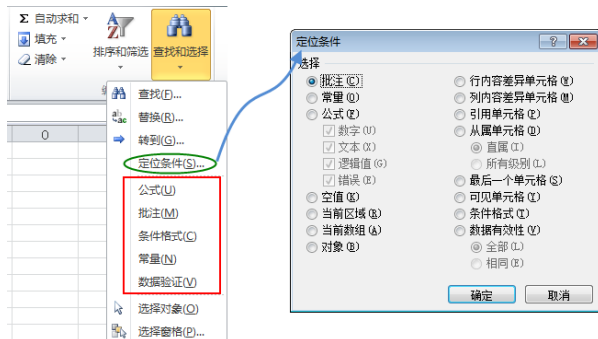 Σ 自动求和
填充
清除
排序和筛选
查找和选择
O
查找(F)...
替换(R)...
转到(G)...
定位条件(S)...
公式(U)
批注(M)
条件格式(C)
常量(N)
数据验证(V)
选择对象(O)
选择窗格(P)...
定位条件
选择
批注(C)
常量(O)
公式(F)
数字(U)
文本(X)
逻辑值(G)
错误(E)
空值(K)
当前区域(R)
当前数组(A)
对象(B)
行内容差异单元格(W)
列内容差异单元格(M)
引用单元格(P)
从属单元格(D)
直属(I)
所有级别(L)
最后一个单元格(S)
可见单元格(Y)
条件格式(T)
数据有效性(V)
全部(L)
相同(E)
确定
取消